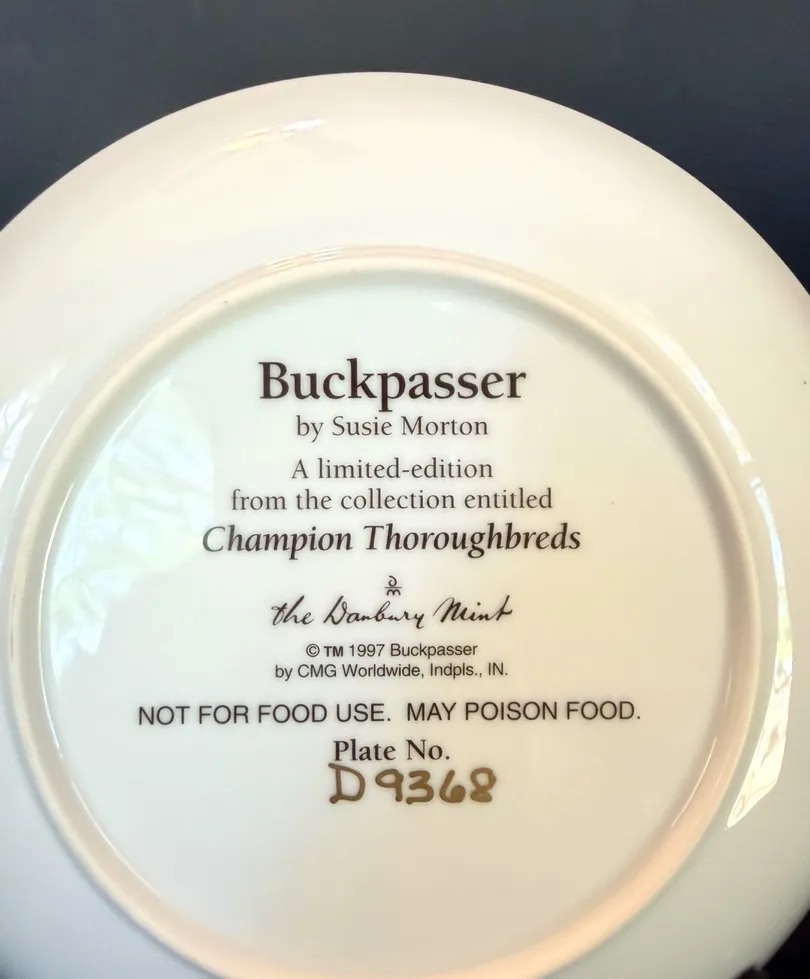 Buckpasser
by Susie Morton
A limited-edition
from the collection entitled
Champion Thoroughbreds
the Danbury Mint
© TM 1997 Buckpasser
by CMG Worldwide, Indpls., IN.
NOT FOR FOOD USE. MAY POISON FOOD.
Plate No.
D9368